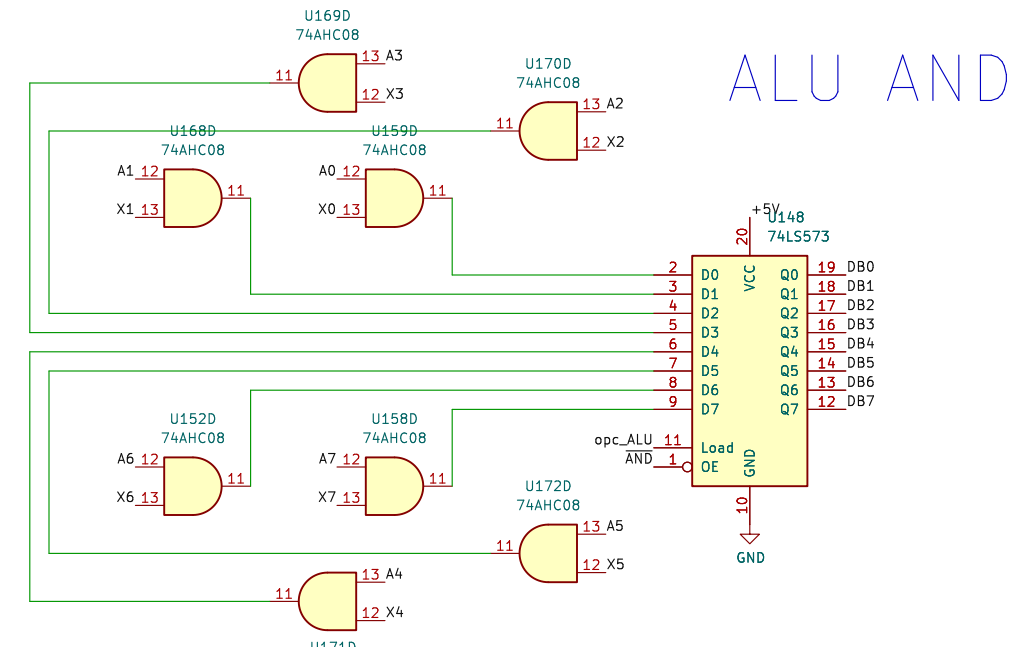 U169D
74AHC08
13 A3
11
12 X3
ALU AND
U170D
74AHC08
13 A2
11
12 X2
U168D
74AHC08
A1 12
11
X1 13
U159D
74AHC08
A0 12
11
X0 13
+5V
U148
74LS573
20
VCC
2 D0 Q0 19 DB0
3 D1 Q1 18 DB1
4 D2 Q2 17 DB2
5 D3 Q3 16 DB3
6 D4 Q4 15 DB4
7 D5 Q5 14 DB5
8 D6 Q6 13 DB6
9 D7 Q7 12 DB7
opc_ALU 11 Load
AND 1 OE
GND
10
GND
U152D
74AHC08
A6 12
11
X6 13
U158D
74AHC08
A7 12
11
X7 13
U172D
74AHC08
13 A5
11
12 X5
13 A4
11
12 X4
U171D